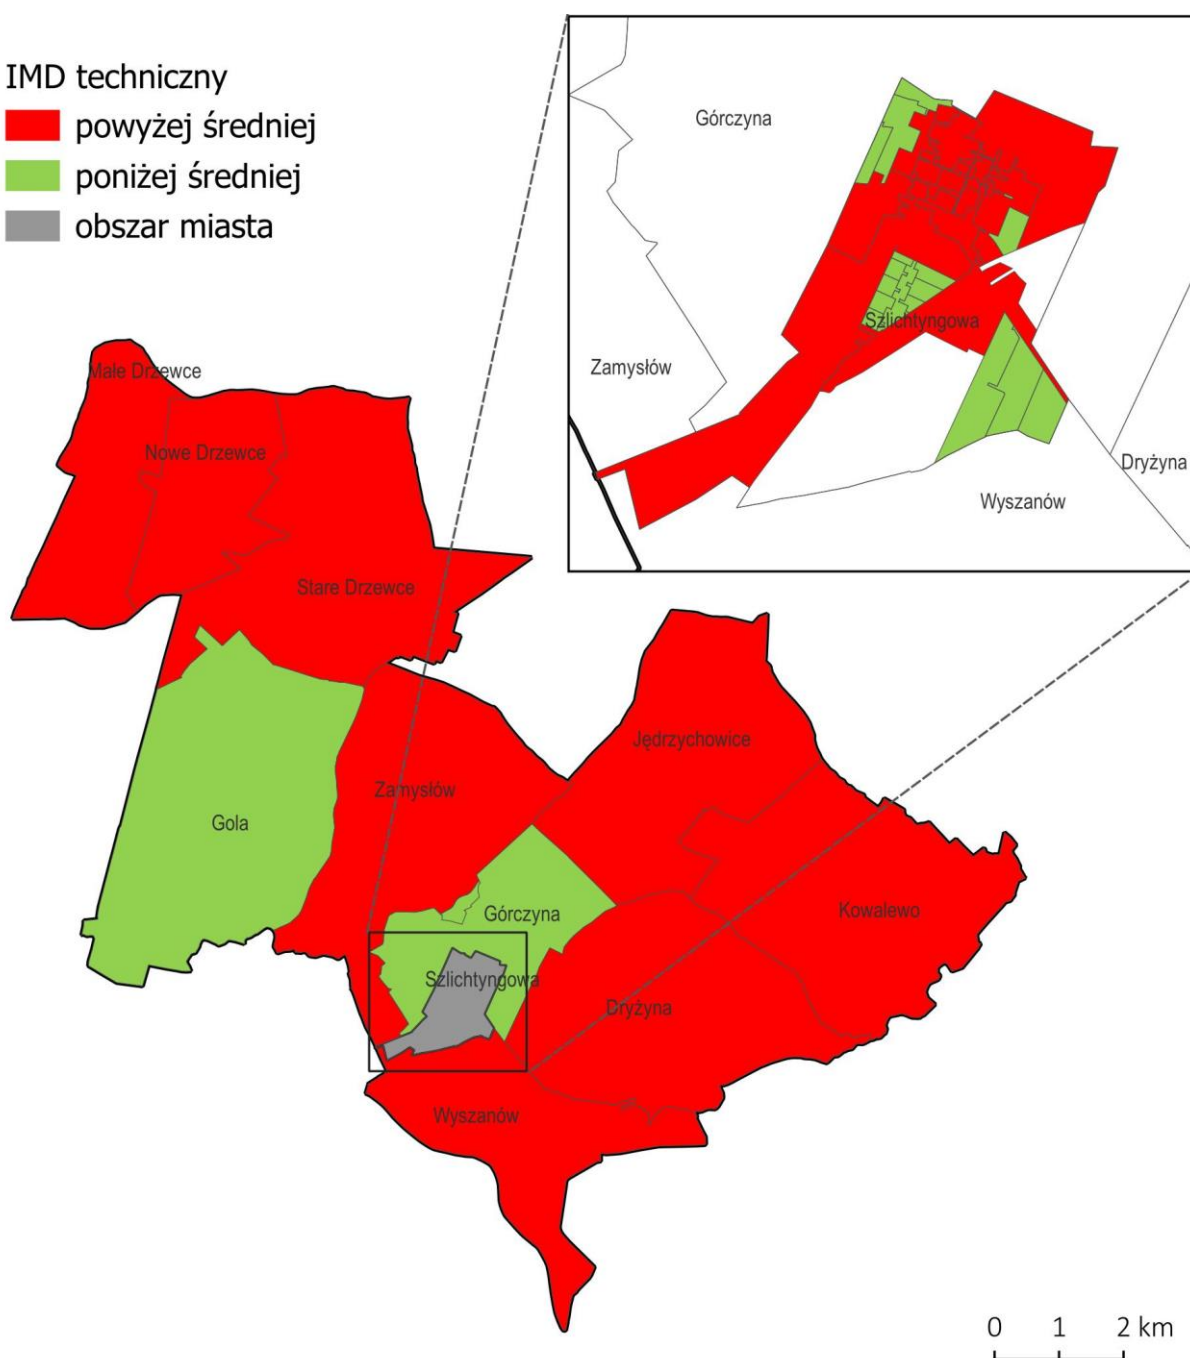 IMD techniczny
powyżej średniej
poniżej średniej
obszar miasta
Górczyna
Szlichtyngowa
Zamysłów
Dryżyna
Wyszanów
Małe Drzewce
Nowe Drzewce
Stare Drzewce
Jędrzychowice
Zamysłów
Gola
Kowalewo
Górczyna
Szlichtyngowa
Dryżyna
Wyszanów
0 1 2 km